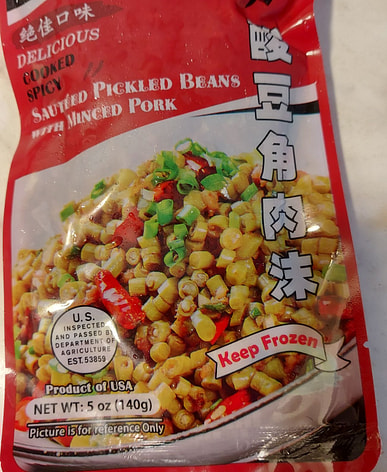 絕佳口味
DELICIOUS
COOKED
SPICY
SAUTEED PICKLED BEANS
WITH MINCED PORK
酸豆角肉沫
U.S.
INSPECTED
AND PASSED BY
DEPARTMENT OF
AGRICULTURE
EST. 53859
Keep Frozen
Product of USA
NET WT: 5 oz (140g)
Picture is for reference Only